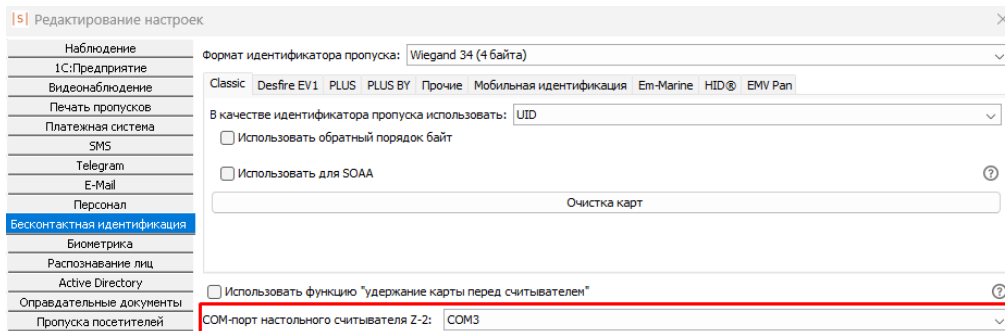 |S| Редактирование настроек
Наблюдение
1С:Предприятие
Видеонаблюдение
Печать пропусков
Платежная система
SMS
Telegram
E-Mail
Персонал
Бесконтактная идентификация
Биометрика
Распознавание лиц
Active Directory
Оправдательные документы
Пропуска посетителей
Формат идентификатора пропуска: Wiegand 34 (4 байта)
Classic Desfire EV1 PLUS PLUS BY Прочие Мобильная идентификация Em-Marine HID® EMV Pan
В качестве идентификатора пропуска использовать: UID
Использовать обратный порядок байт
Использовать для SOAA
Очистка карт
Использовать функцию "удержание карты перед считывателем"
COM-порт настольного считывателя Z-2: COM3